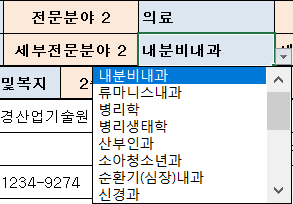 전문분야 2 의료
세부전문분야 2 내분비내과
및복지
내분비내과
류마니스내과
병리학
병리생태학
산부인과
소아청소년과
순환기(심장)내과
신경과
경산업기술원
1234-9274